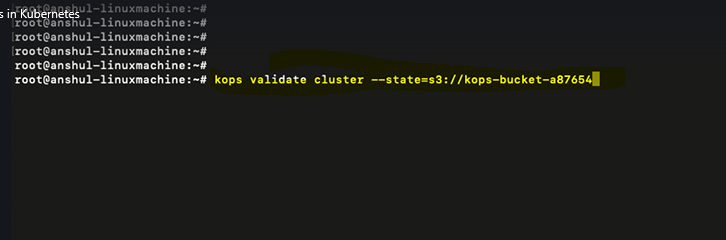 root@anshul-linuxmachine:~#
s in Kubernetes
root@anshul-linuxmachine:~#
root@anshul-linuxmachine:~#
root@anshul-linuxmachine:~#
root@anshul-linuxmachine:~#
root@anshul-linuxmachine:~# kops validate cluster --state=s3://kops-bucket-a87654